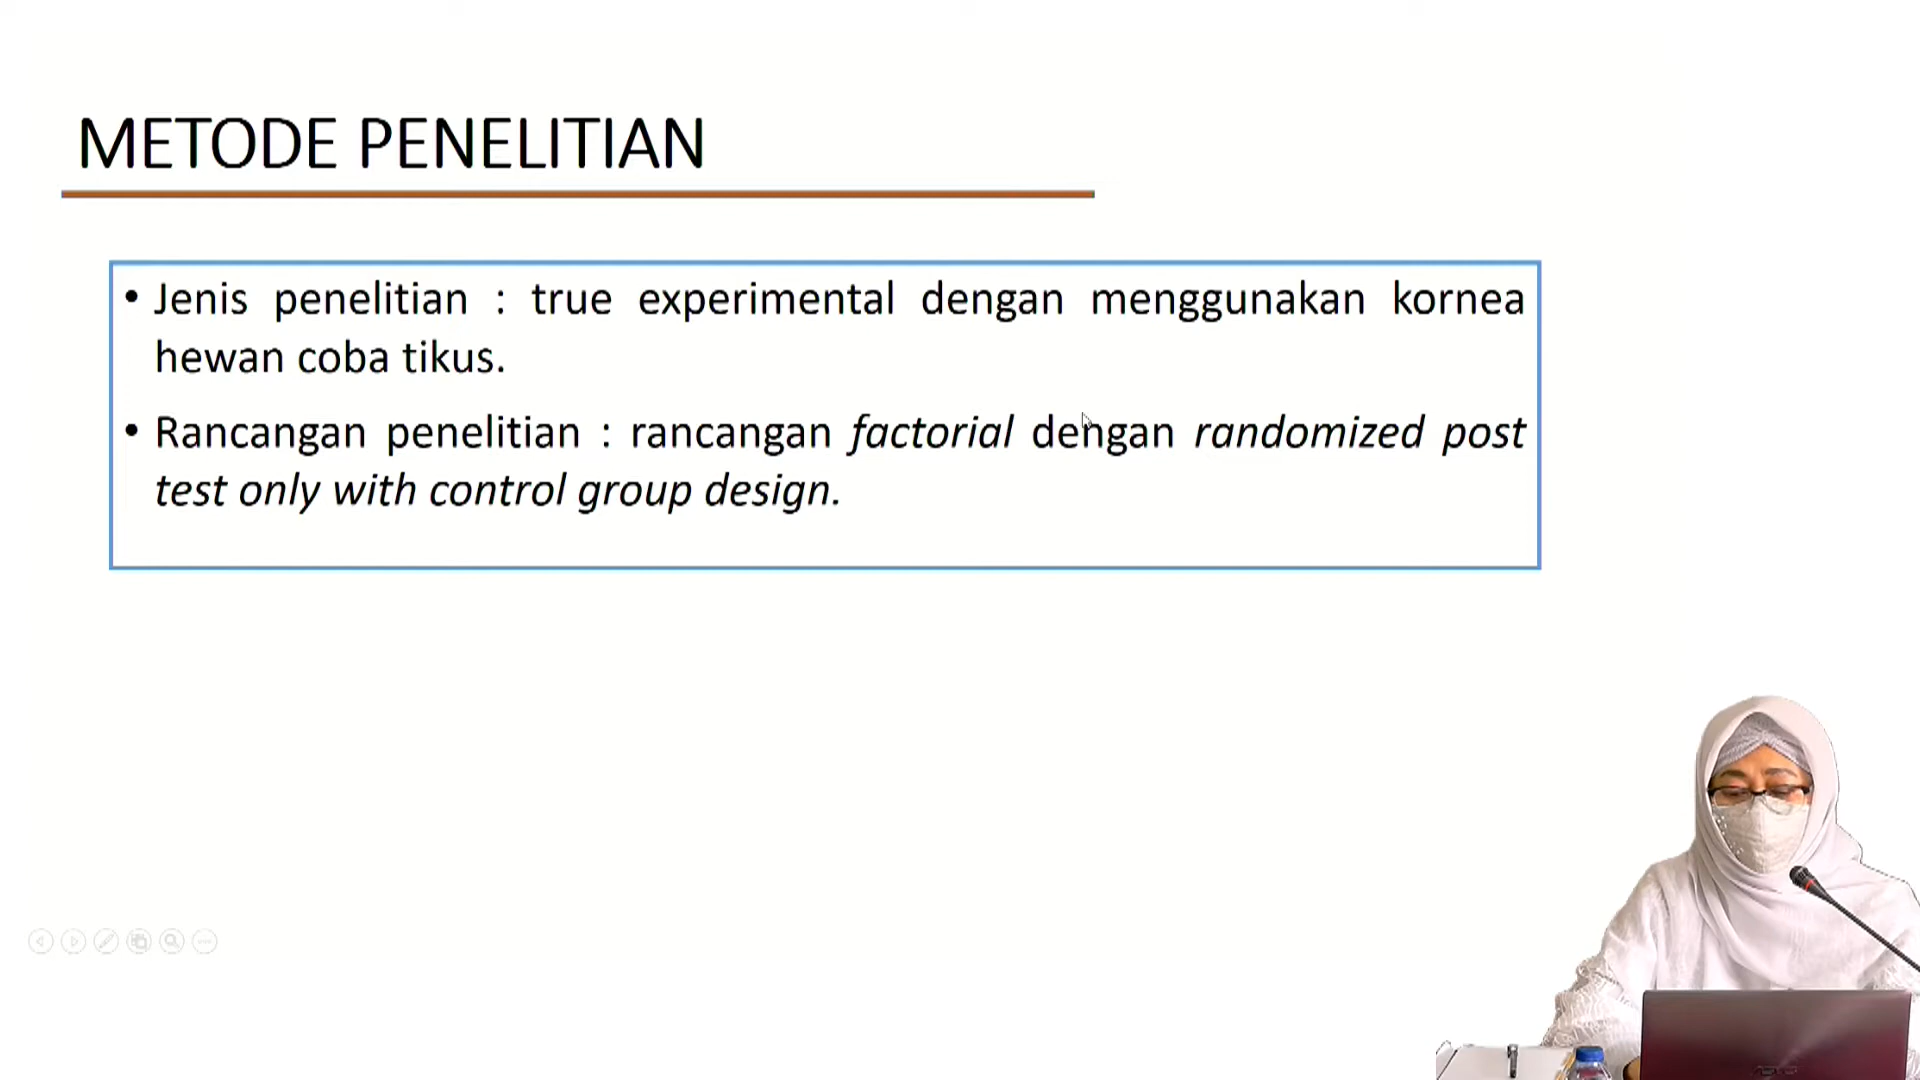 METODE PENELITIAN
• Jenis penelitian : true experimental dengan menggunakan kornea
hewan coba tikus.
• Rancangan penelitian : rancangan factorial dengan randomized post
test only with control group design.